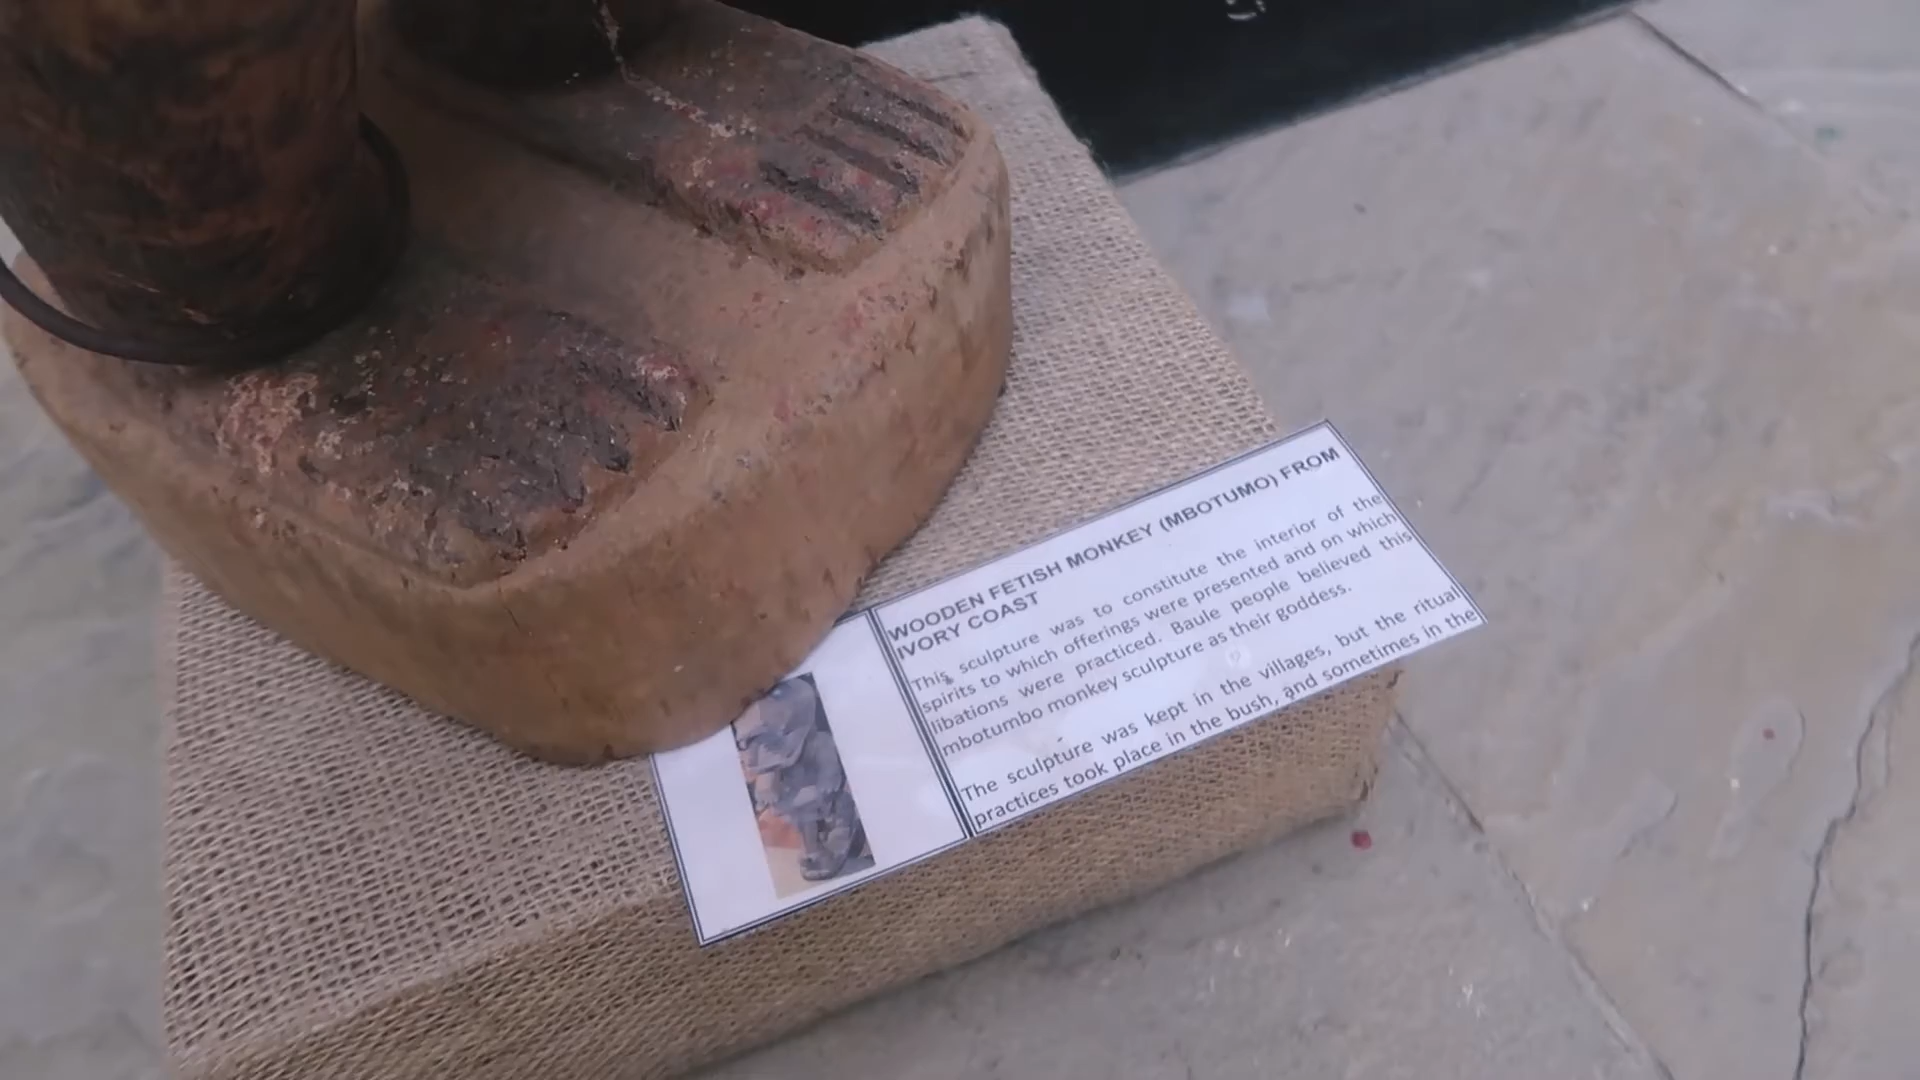 WOODEN FETISH MONKEY (MBOTUMO) FROM
IVORY COAST
This sculpture was to constitute the interior of the
spirits to which offerings were presented and on which
libations were practiced. Baule people believed this
mbotumbo monkey sculpture as their goddess.
The sculpture was kept in the villages, but the ritual
practices took place in the bush, and sometimes in the